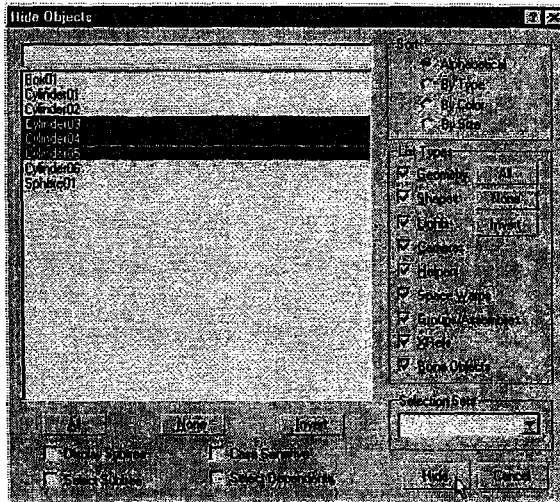 Hide Objects
Box01
Cylinder01
Cylinder02
Cylinder03
Cylinder04
Cylinder05
Cylinder06
Sphere01
All
None
Invert
Display Subtree
Case Sensitive
Select Subtree
Select Dependents
Sort
Alphabetical
By Type
By Color
By Size
List Types
Geometry
Shapes
Lights
Cameras
Helpers
Space Warps
Groups/Assemblies
XRefs
Bone Objects
All
None
Invert
Selection Sets
Hide
Cancel